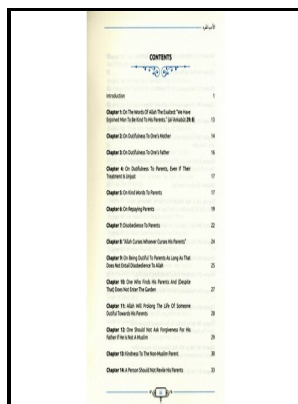 الأدب المفرد
CONTENTS
Introduction 1
Chapter 1: On The Words Of Allah The Exalted: "We Have
Enjoined Man To Be Kind To His Parents." (Al-'Ankabūt 29:8) 13
Chapter 2: On Dutifulness To One's Mother 14
Chapter 3: On Dutifulness To One's Father 16
Chapter 4: On Dutifulness To Parents, Even If Their
Treatment Is Unjust 17
Chapter 5: On Kind Words To Parents 17
Chapter 6: On Repaying Parents 19
Chapter 7: Disobedience To Parents 22
Chapter 8: "Allah Curses Whoever Curses His Parents" 24
Chapter 9: On Being Dutiful To Parents As Long As That
Does Not Entail Disobedience To Allah 25
Chapter 10: One Who Finds His Parents And (Despite
That) Does Not Enter The Garden 27
Chapter 11: Allah Will Prolong The Life Of Someone
Dutiful Towards His Parents 28
Chapter 12: One Should Not Ask Forgiveness For His
Father If He Is Not A Muslim 29
Chapter 13: Kindness To The Non-Muslim Parent 30
Chapter 14: A Person Should Not Revile His Parents 33